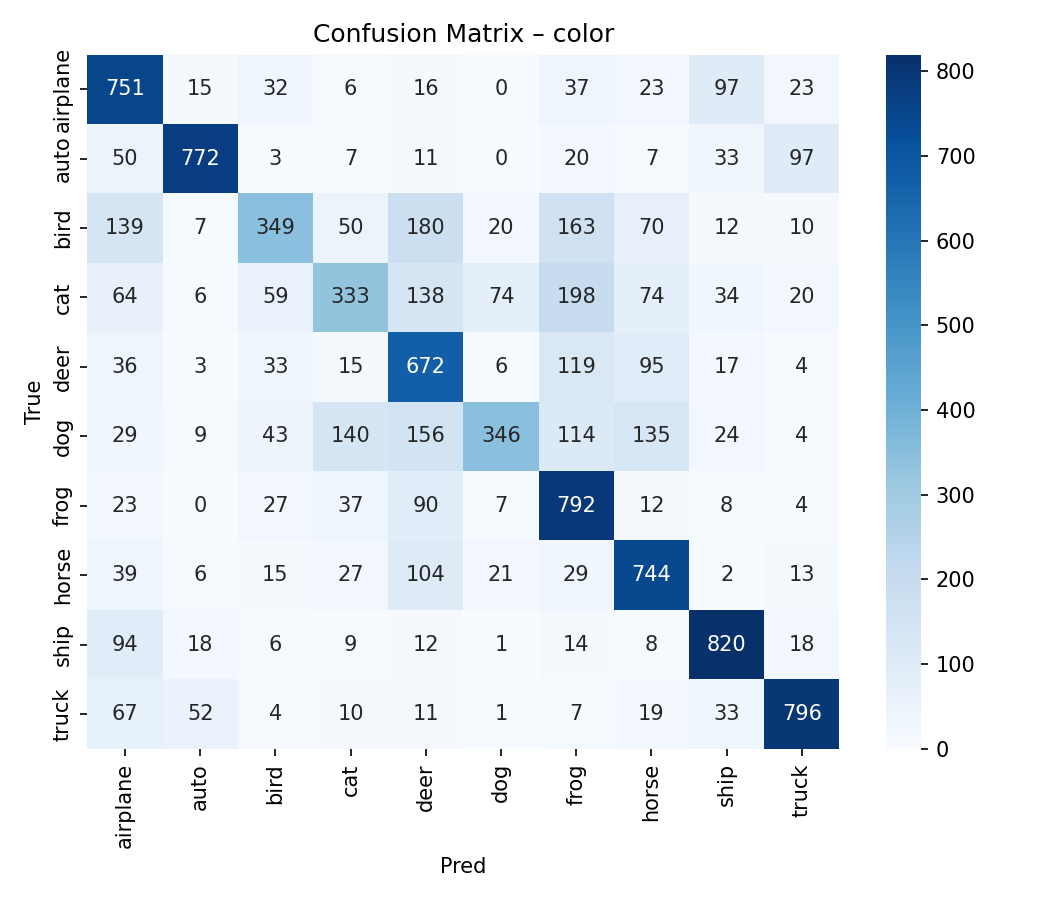 Confusion Matrix – color
True
airplane 751 15 32 6 16 0 37 23 97 23
auto 50 772 3 7 11 0 20 7 33 97
bird 139 7 349 50 180 20 163 70 12 10
cat 64 6 59 333 138 74 198 74 34 20
deer 36 3 33 15 672 6 119 95 17 4
dog 29 9 43 140 156 346 114 135 24 4
frog 23 0 27 37 90 7 792 12 8 4
horse 39 6 15 27 104 21 29 744 2 13
ship 94 18 6 9 12 1 14 8 820 18
truck 67 52 4 10 11 1 7 19 33 796
airplane auto bird cat deer dog frog horse ship truck
Pred
800
700
600
500
400
300
200
100
0